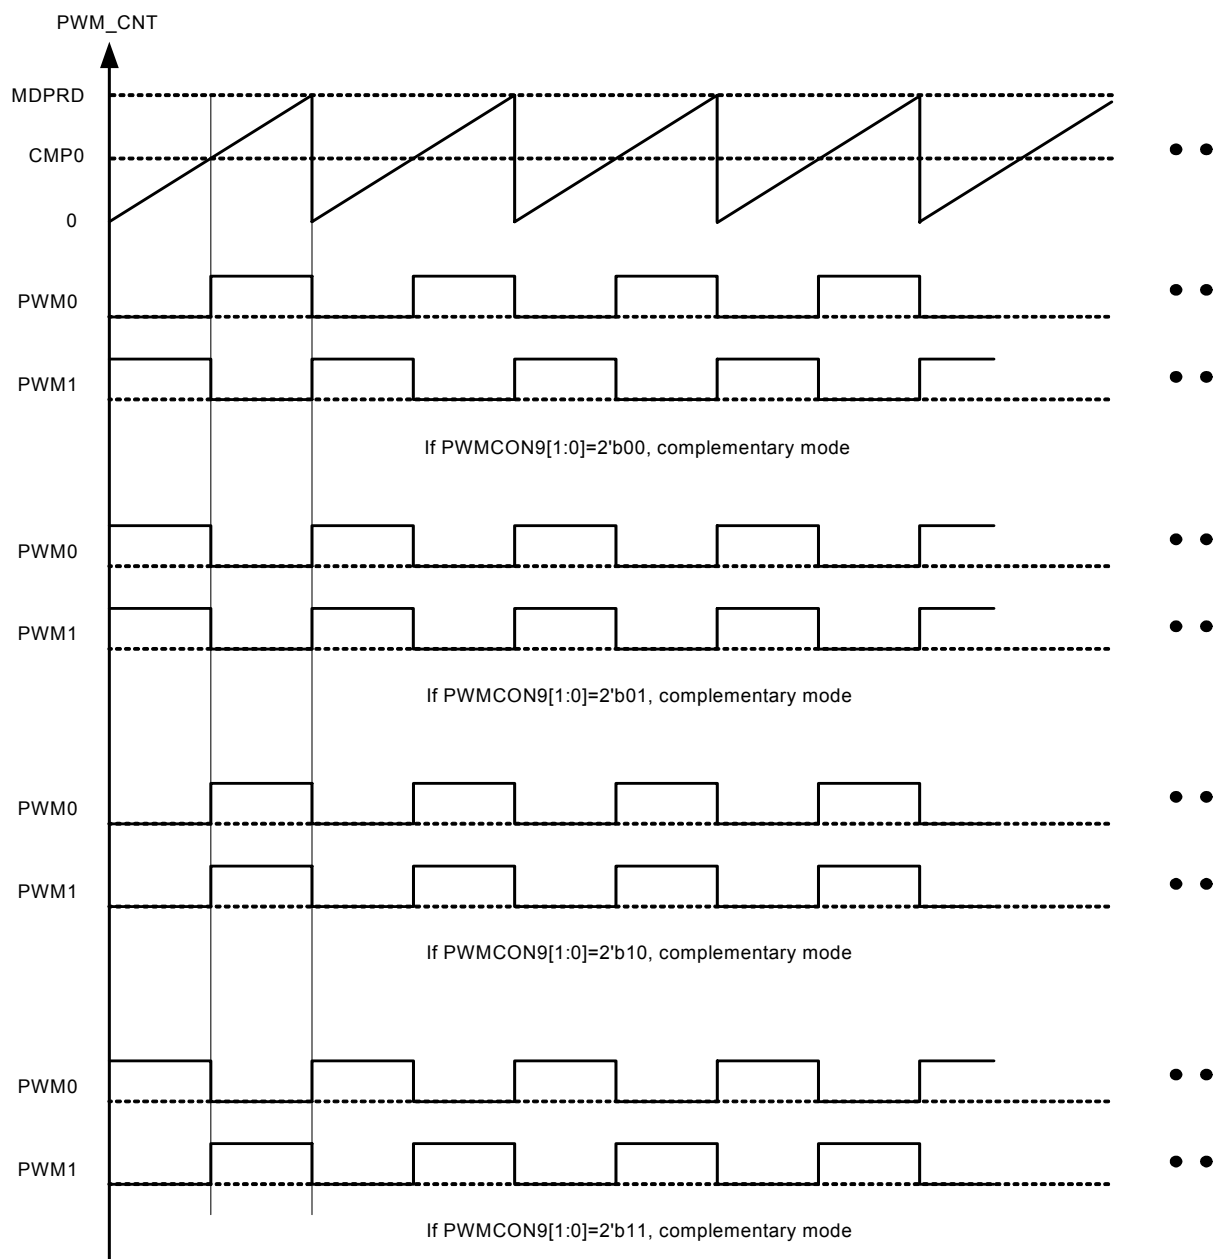 PWM_CNT
MDPRD
CMP0
0
PWM0
PWM1
If PWMCON9[1:0]=2'b00, complementary mode
PWM0
PWM1
If PWMCON9[1:0]=2'b01, complementary mode
PWM0
PWM1
If PWMCON9[1:0]=2'b10, complementary mode
PWM0
PWM1
If PWMCON9[1:0]=2'b11, complementary mode